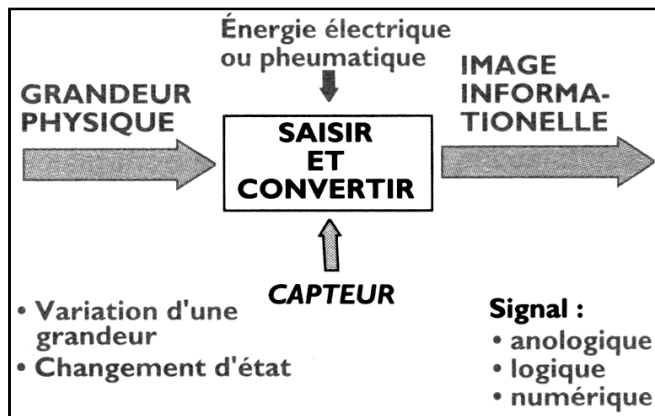 Énergie électrique
ou pheumatique
GRANDEUR
PHYSIQUE
IMAGE
INFORMA-
TIONELLE
SAISIR
ET
CONVERTIR
CAPTEUR
• Variation d'une
grandeur
• Changement d'état
Signal :
• anologique
• logique
• numérique